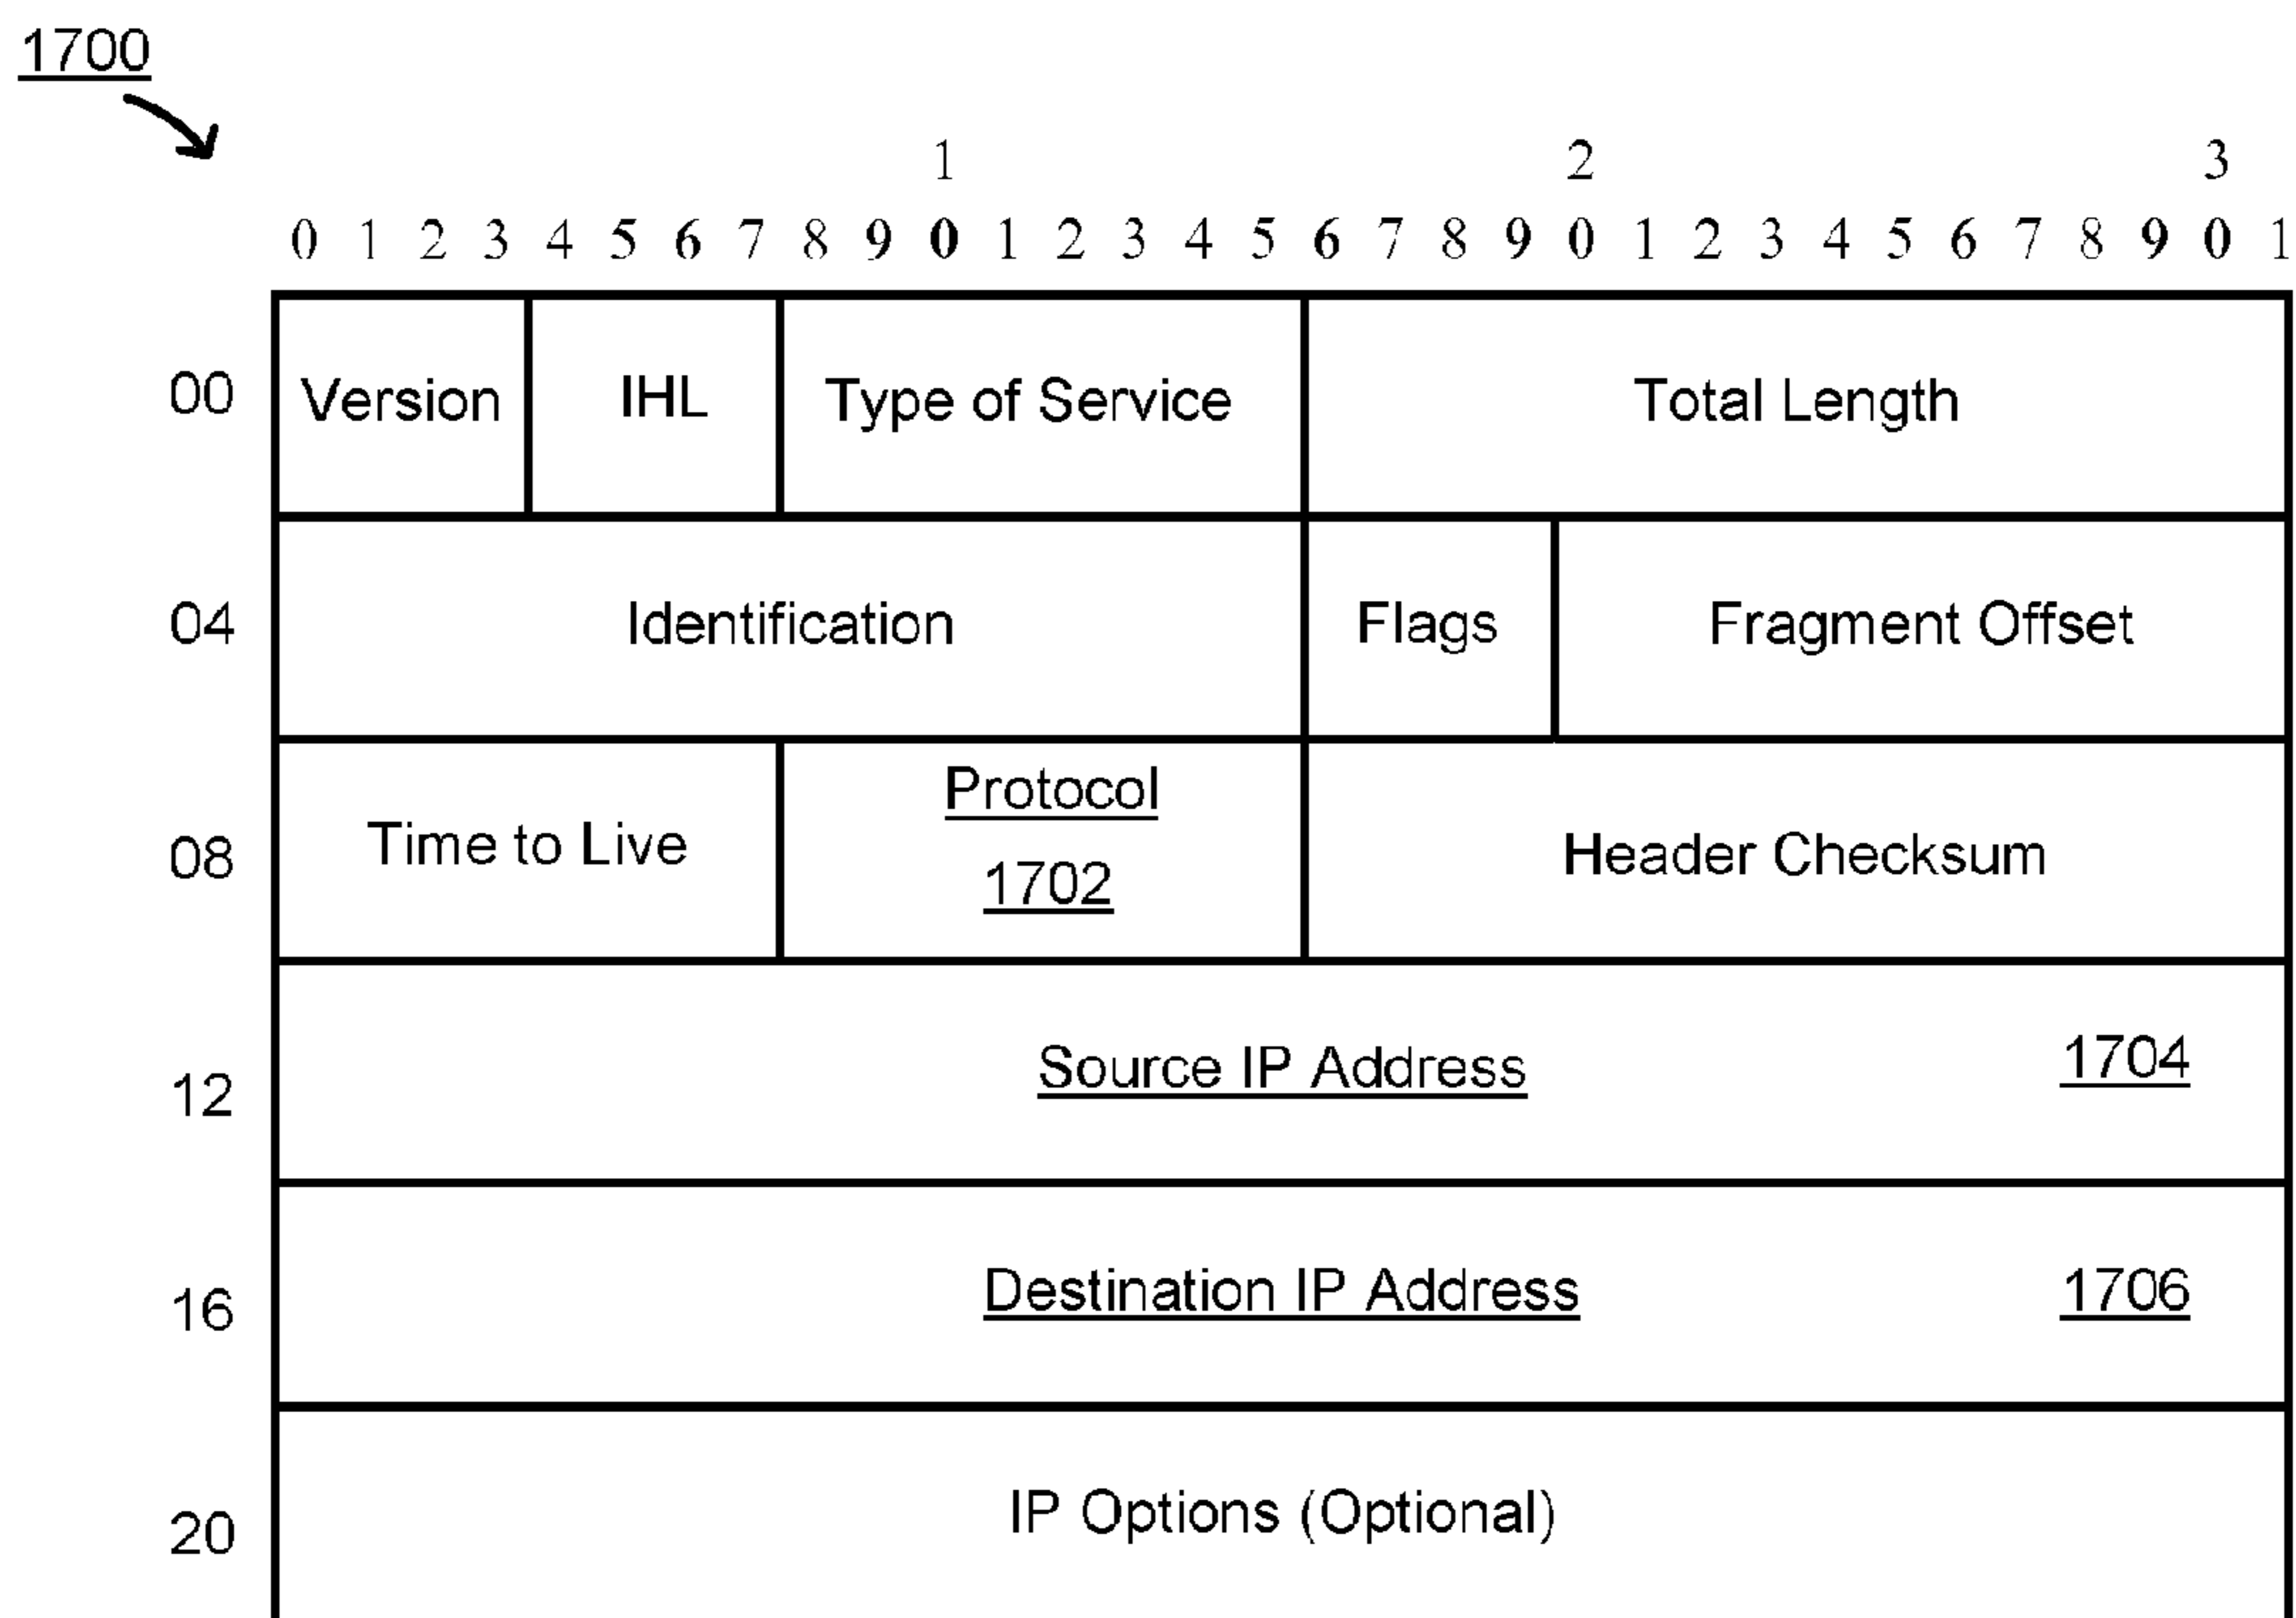 1700
1 2 3
0 1 2 3 4 5 6 7 8 9 0 1 2 3 4 5 6 7 8 9 0 1 2 3 4 5 6 7 8 9 0 1
00 Version IHL Type of Service Total Length
04 Identification Flags Fragment Offset
08 Time to Live Protocol 1702 Header Checksum
12 Source IP Address 1704
16 Destination IP Address 1706
20 IP Options (Optional)